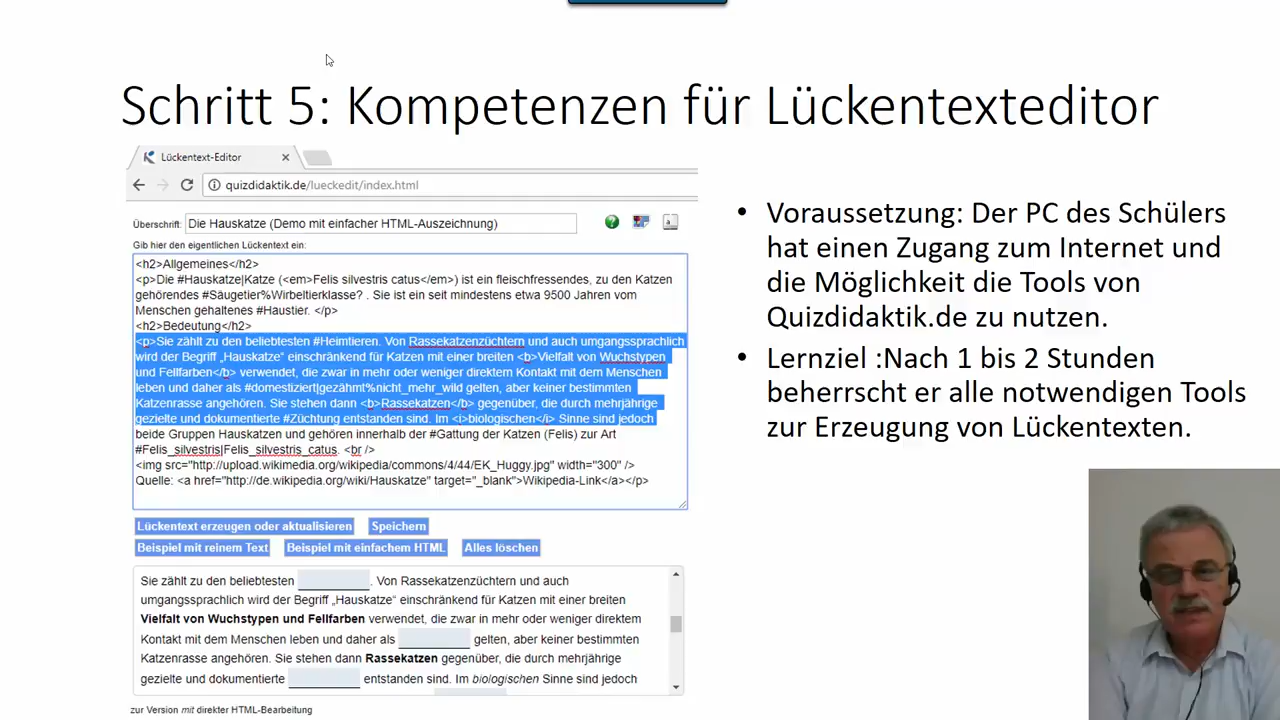 Schritt 5: Kompetenzen für Lückentexteditor
Lückentext-Editor
quizdidaktik.de/lueckedit/index.html
Überschrift: Die Hauskatze (Demo mit einfacher HTML-Auszeichnung)
Gib hier den eigentlichen Lückentext ein:
<h2>Allgemeines</h2>
<p>Die #Hauskatze|Katze (<em>Felis silvestris catus</em>) ist ein fleischfressendes, zu den Katzen
gehörendes #Säugetier%Wirbeltierklasse? . Sie ist ein seit mindestens etwa 9500 Jahren vom
Menschen gehaltenes #Haustier. </p>
<h2>Bedeutung</h2>
<p>Sie zählt zu den beliebtesten #Heimtieren. Von Rassekatzenzüchtern und auch umgangssprachlich
wird der Begriff „Hauskatze“ einschränkend für Katzen mit einer breiten <b>Vielfalt von Wuchstypen
und Fellfarben</b> verwendet, die zwar in mehr oder weniger direktem Kontakt mit dem Menschen
leben und daher als #domestiziert|gezähmt%nicht_mehr_wild gelten, aber keiner bestimmten
Katzenrasse angehören. Sie stehen dann <b>Rassekatzen</b> gegenüber, die durch mehrjährige
gezielte und dokumentierte #Züchtung entstanden sind. Im <i>biologischen</i> Sinne sind jedoch
beide Gruppen Hauskatzen und gehören innerhalb der #Gattung der Katzen (Felis) zur Art
#Felis_silvestris|Felis_silvestris_catus. <br />
<img src="http://upload.wikimedia.org/wikipedia/commons/4/44/EK_Huggy.jpg" width="300" />
Quelle: <a href="http://de.wikipedia.org/wiki/Hauskatze" target="_blank">Wikipedia-Link</a></p>
Lückentext erzeugen oder aktualisieren Speichern
Beispiel mit reinem Text Beispiel mit einfachem HTML Alles löschen
Sie zählt zu den beliebtesten . Von Rassekatzenzüchtern und auch
umgangssprachlich wird der Begriff „Hauskatze“ einschränkend für Katzen mit einer breiten
Vielfalt von Wuchstypen und Fellfarben verwendet, die zwar in mehr oder weniger direktem
Kontakt mit dem Menschen leben und daher als gelten, aber keiner bestimmten
Katzenrasse angehören. Sie stehen dann Rassekatzen gegenüber, die durch mehrjährige
gezielte und dokumentierte entstanden sind. Im biologischen Sinne sind jedoch
zur Version mit direkter HTML-Bearbeitung
• Voraussetzung: Der PC des Schülers
hat einen Zugang zum Internet und
die Möglichkeit die Tools von
Quizdidaktik.de zu nutzen.
• Lernziel :Nach 1 bis 2 Stunden
beherrscht er alle notwendigen Tools
zur Erzeugung von Lückentexten.